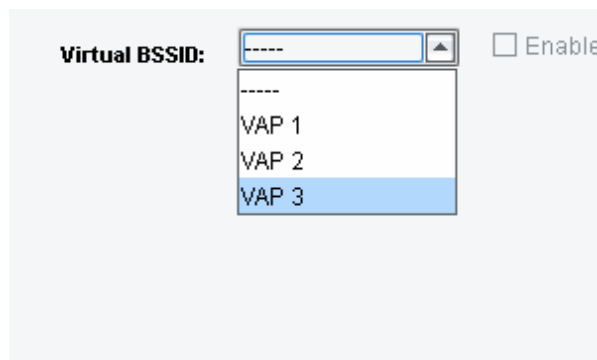 Virtual BSSID: ----- Enable
-----
VAP 1
VAP 2
VAP 3